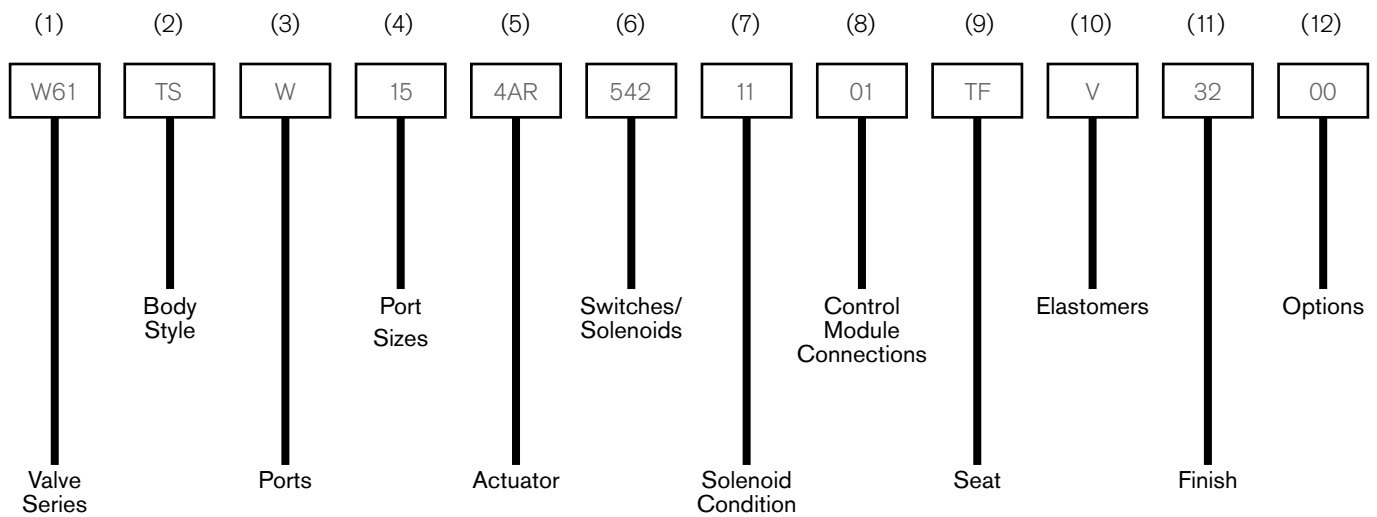 (1) (2) (3) (4) (5) (6) (7) (8) (9) (10) (11) (12)
W61 TS W 15 4AR 542 11 01 TF V 32 00
Body
Style
Port
Sizes
Switches/
Solenoids
Control
Module
Connections
Elastomers
Options
Valve
Series
Ports
Actuator
Solenoid
Condition
Seat
Finish